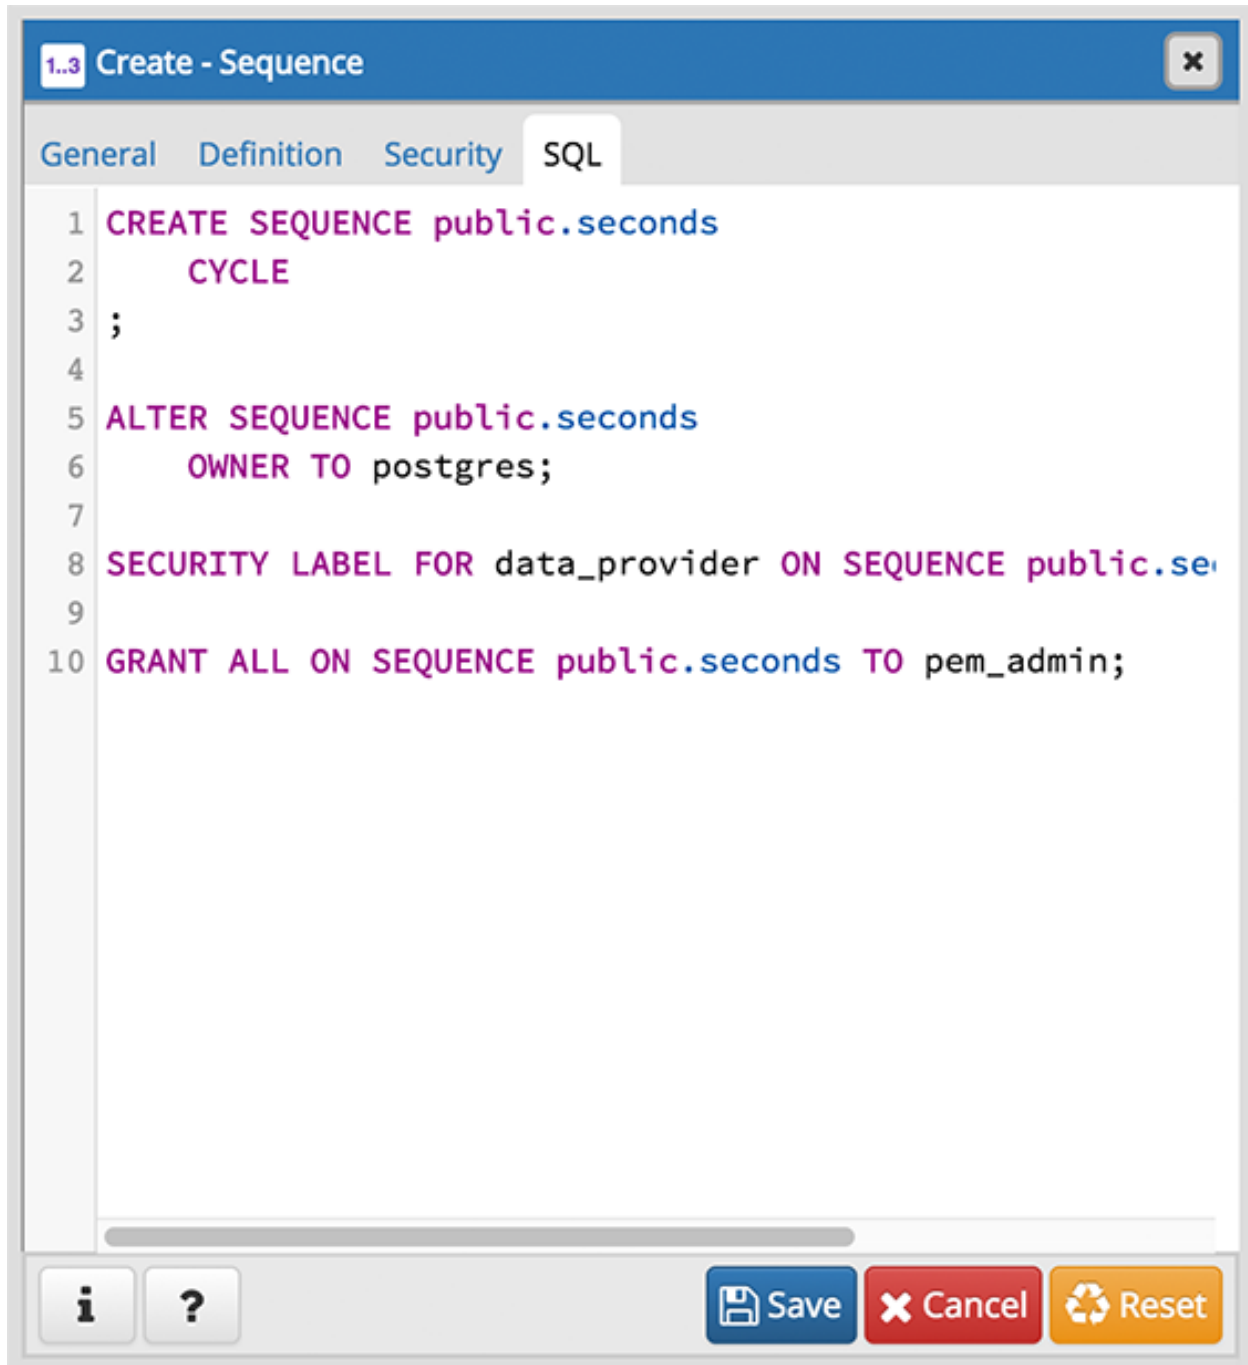 1..3 Create - Sequence
General Definition Security SQL
1 CREATE SEQUENCE public.seconds
2 CYCLE
3 ;
4
5 ALTER SEQUENCE public.seconds
6 OWNER TO postgres;
7
8 SECURITY LABEL FOR data_provider ON SEQUENCE
9
10 GRANT ALL ON SEQUENCE public.seconds TO pem_admin;
i ? Save Cancel Reset